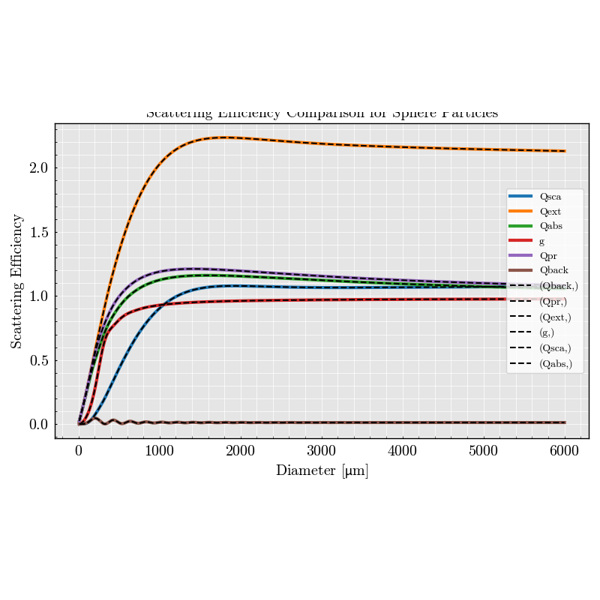 Scattering Efficiency Comparison for Sphere Particles
Scattering Efficiency
2.0
1.5
1.0
0.5
0.0
Qsca
Qext
Qabs
g
Qpr
Qback
(Qback,)
(Qpr,)
(Qext,)
(g,)
(Qsca,)
(Qabs,)
0 1000 2000 3000 4000 5000 6000
Diameter [µm]